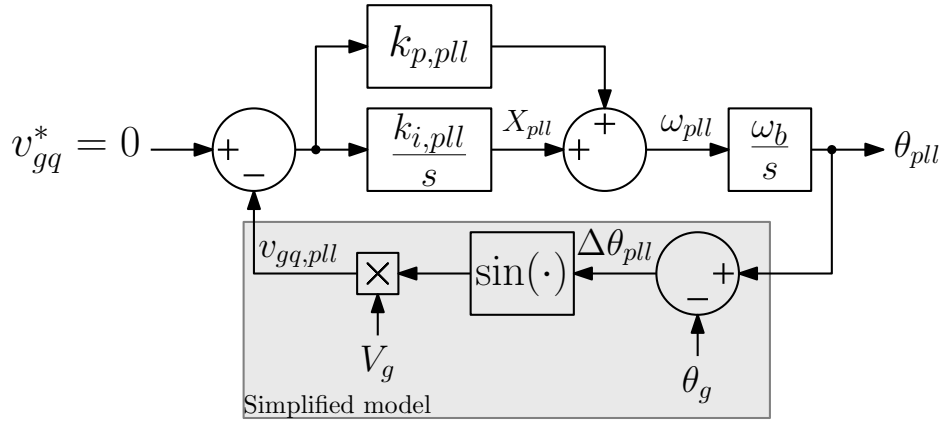 k_{p,pll}
v_{gq}^* = 0
+
−
k_{i,pll}
s
X_{pll}
+
+
ω_{pll}
ω_b
s
θ_{pll}
v_{gq,pll}
×
sin(·)
Δθ_{pll}
+
−
V_g
θ_g
Simplified model